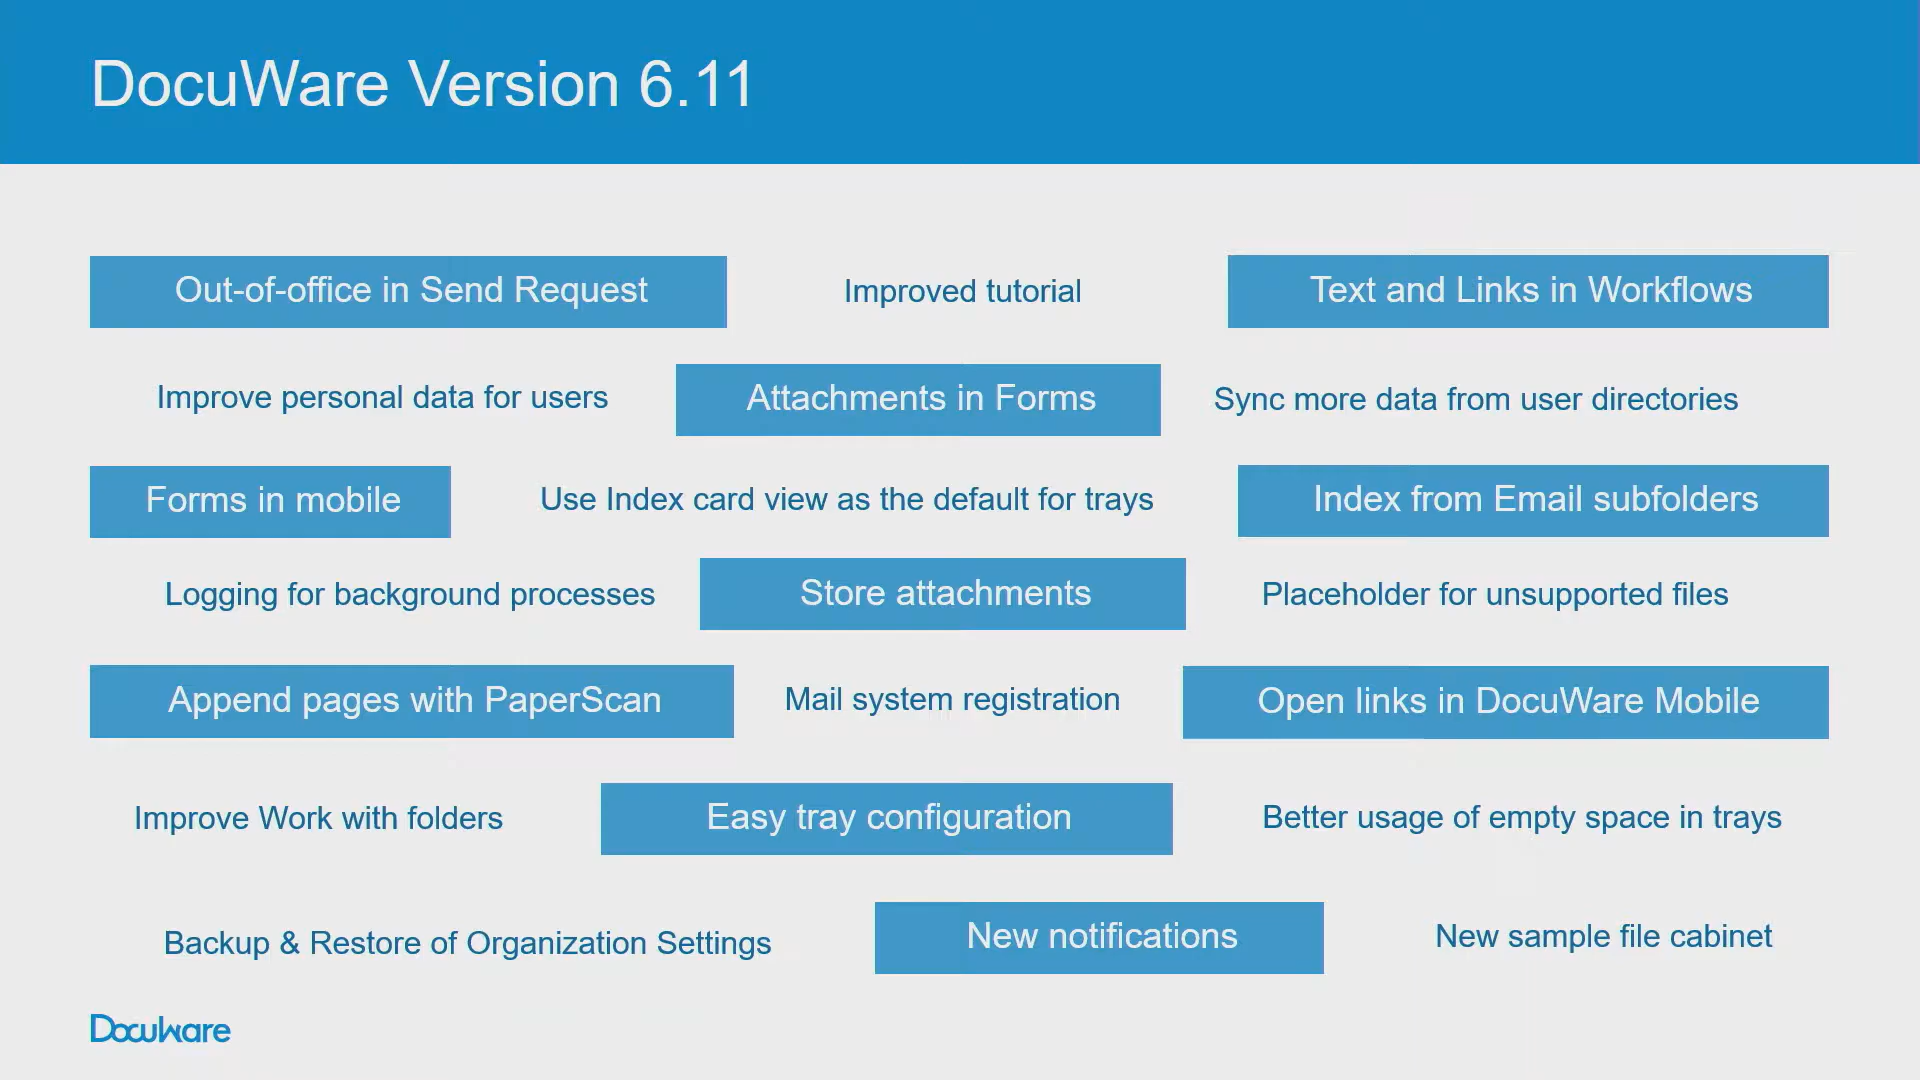 DocuWare Version 6.11
Out-of-office in Send Request
Improved tutorial
Text and Links in Workflows
Improve personal data for users
Attachments in Forms
Sync more data from user directories
Forms in mobile
Use Index card view as the default for trays
Index from Email subfolders
Logging for background processes
Store attachments
Placeholder for unsupported files
Append pages with PaperScan
Mail system registration
Open links in DocuWare Mobile
Improve Work with folders
Easy tray configuration
Better usage of empty space in trays
Backup & Restore of Organization Settings
New notifications
New sample file cabinet
DocuWare